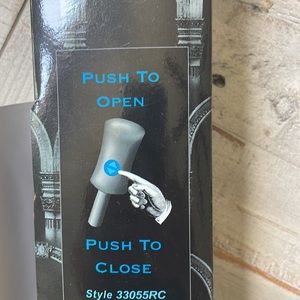 PUSH TO
OPEN
PUSH TO
CLOSE
Style 33055RC